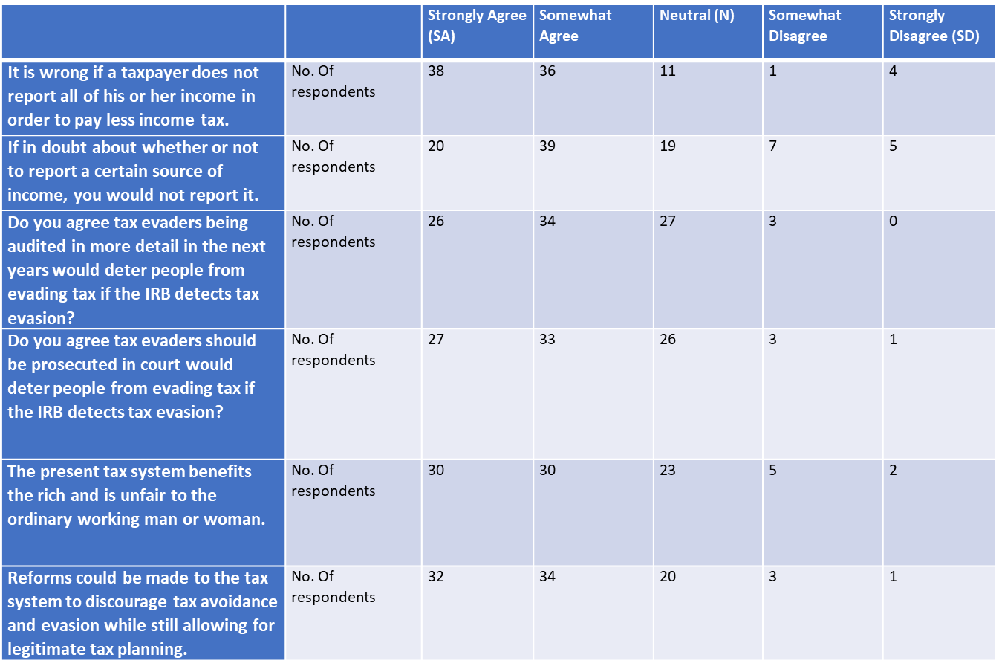 Strongly Agree (SA)
Somewhat Agree
Neutral (N)
Somewhat Disagree
Strongly Disagree (SD)
It is wrong if a taxpayer does not
report all of his or her income in
order to pay less income tax.
No. Of
respondents
38
36
11
1
4
If in doubt about whether or not
to report a certain source of
income, you would not report it.
No. Of
respondents
20
39
19
7
5
Do you agree tax evaders being
audited in more detail in the next
years would deter people from
evading tax if the IRB detects tax
evasion?
No. Of
respondents
26
34
27
3
0
Do you agree tax evaders should
be prosecuted in court would
deter people from evading tax if
the IRB detects tax evasion?
No. Of
respondents
27
33
26
3
1
The present tax system benefits
the rich and is unfair to the
ordinary working man or woman.
No. Of
respondents
30
30
23
5
2
Reforms could be made to the tax
system to discourage tax avoidance
and evasion while still allowing for
legitimate tax planning.
No. Of
respondents
32
34
20
3
1